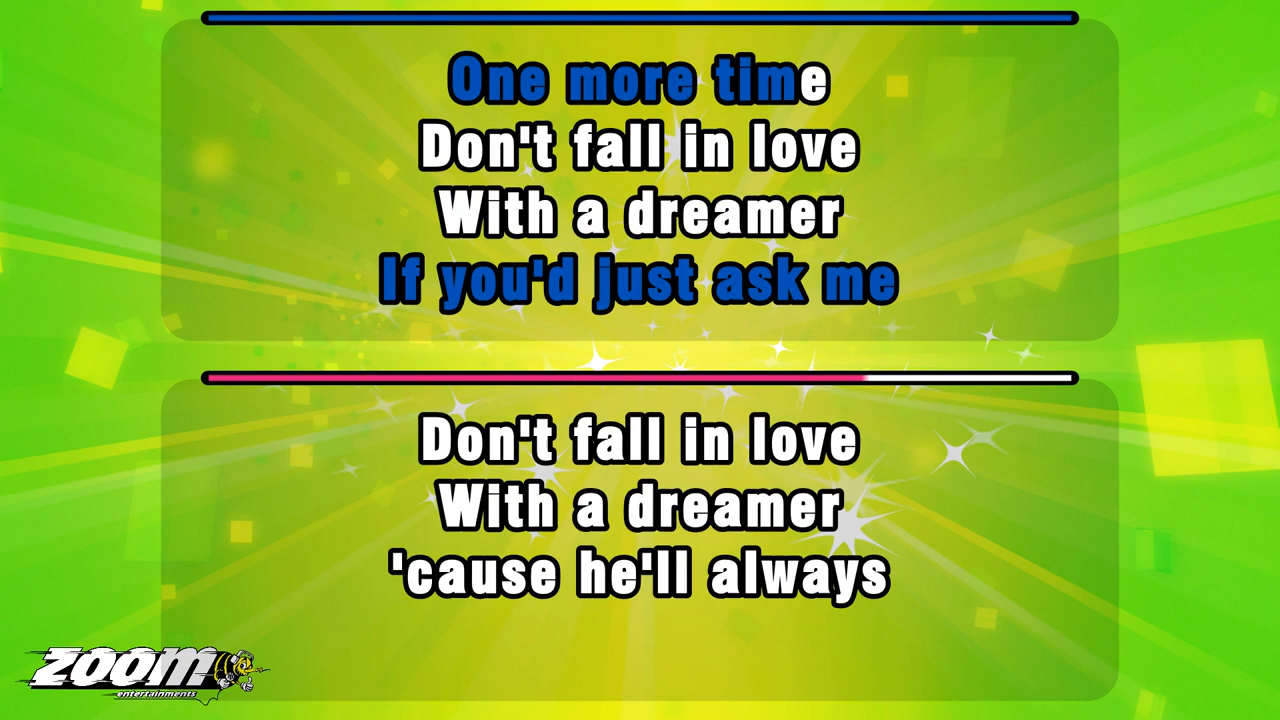 One more time
Don't fall in love
With a dreamer
If you'd just ask me
Don't fall in love
With a dreamer
'cause he'll always
zoom
entertainments